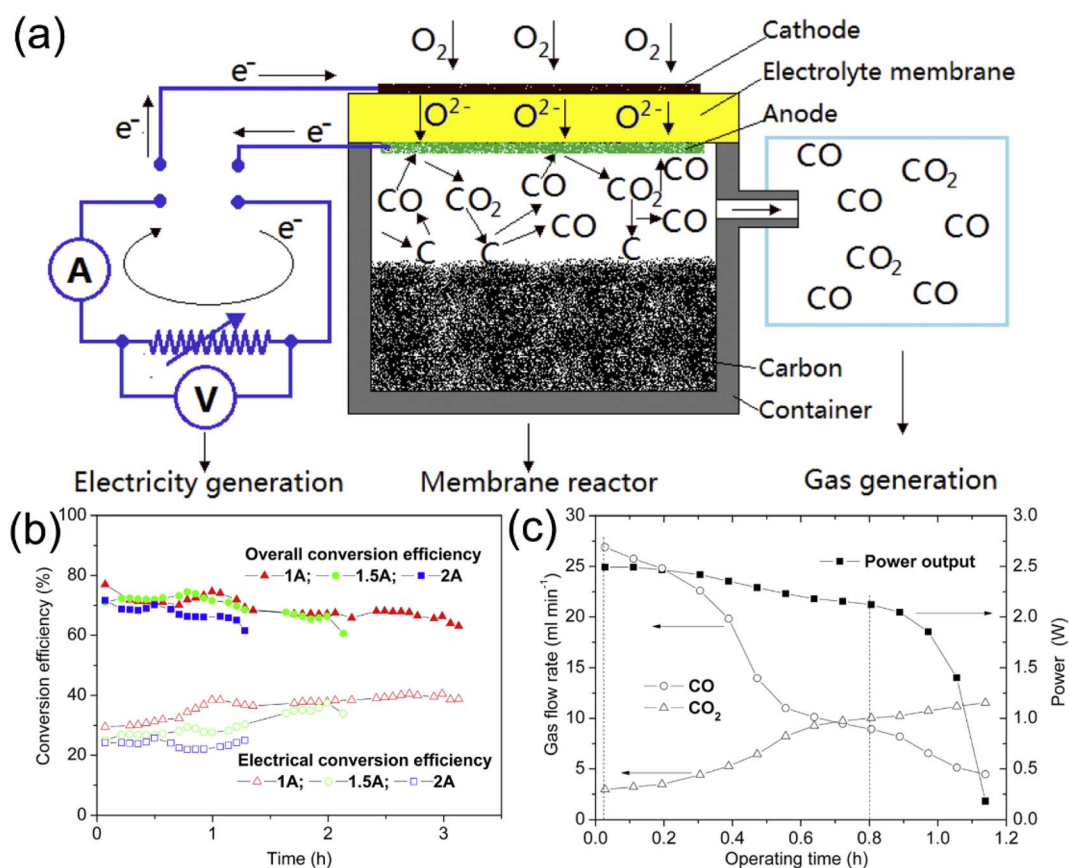 (a)
O2 O2 O2
Cathode
Electrolyte membrane
Anode
e-
e-
e-
e-
e-
O2- O2- O2-
CO CO2 CO CO CO2 CO CO
C C C
A
V
CO
CO2
CO
CO
CO2
CO
CO
Carbon
Container
Electricity generation
Membrane reactor
Gas generation
(b)
100
80
60
40
20
0
Conversion efficiency (%)
Overall conversion efficiency
1A; 1.5A; 2A
Electrical conversion efficiency
1A; 1.5A; 2A
0 1 2 3
Time (h)
(c)
30
25
20
15
10
5
0
Gas flow rate (ml min-1)
Power output
CO
CO2
3.0
2.5
2.0
1.5
1.0
0.5
0.0
Power (W)
0.0 0.2 0.4 0.6 0.8 1.0 1.2
Operating time (h)